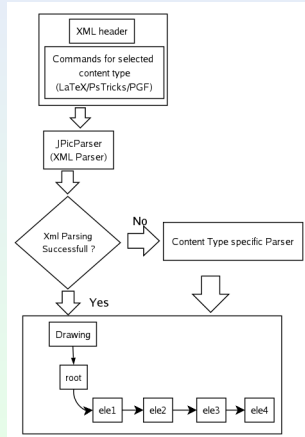 XML header
Commands for selected
content type
(LaTeX/PsTricks/PGF)
JPicParser
(XML Parser)
No
Xml Parsing
Successfull ?
Content Type specific Parser
Yes
Drawing
root
ele1
ele2
ele3
ele4